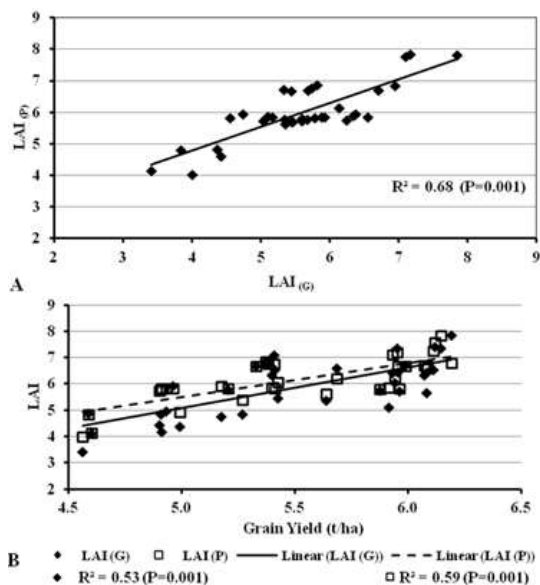 9
8
7
6
5
4
3
2
LAI (P)
R² = 0.68 (P=0.001)
2 3 4 5 6 7 8 9
A LAI (G)
9
8
7
6
5
4
3
2
LAI
4.5 5.0 5.5 6.0 6.5
Grain Yield (t/ha)
B LAI (G) LAI (P) Linear (LAI (G)) Linear (LAI (P))
R² = 0.53 (P=0.001) R² = 0.59 (P=0.001)